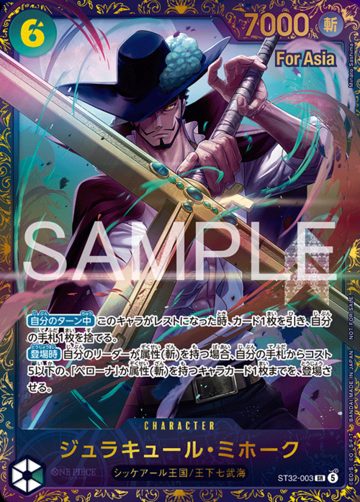 6
7000 斬
For Asia
SAMPLE
自分のターン中 このキャラがレストになった時、カード1枚を引き、自分
の手札1枚を捨てる。
登場時 自分のリーダーが属性(斬)を持つ場合、自分の手札からコスト
5以下の、「ペローナ」か属性(斬)を持つキャラカード1枚までを、登場さ
せる。
CHARACTER
ジュラキュール・ミホーク
ONE PIECE
シッケアール王国/王下七武海
ST32-003 SR 5